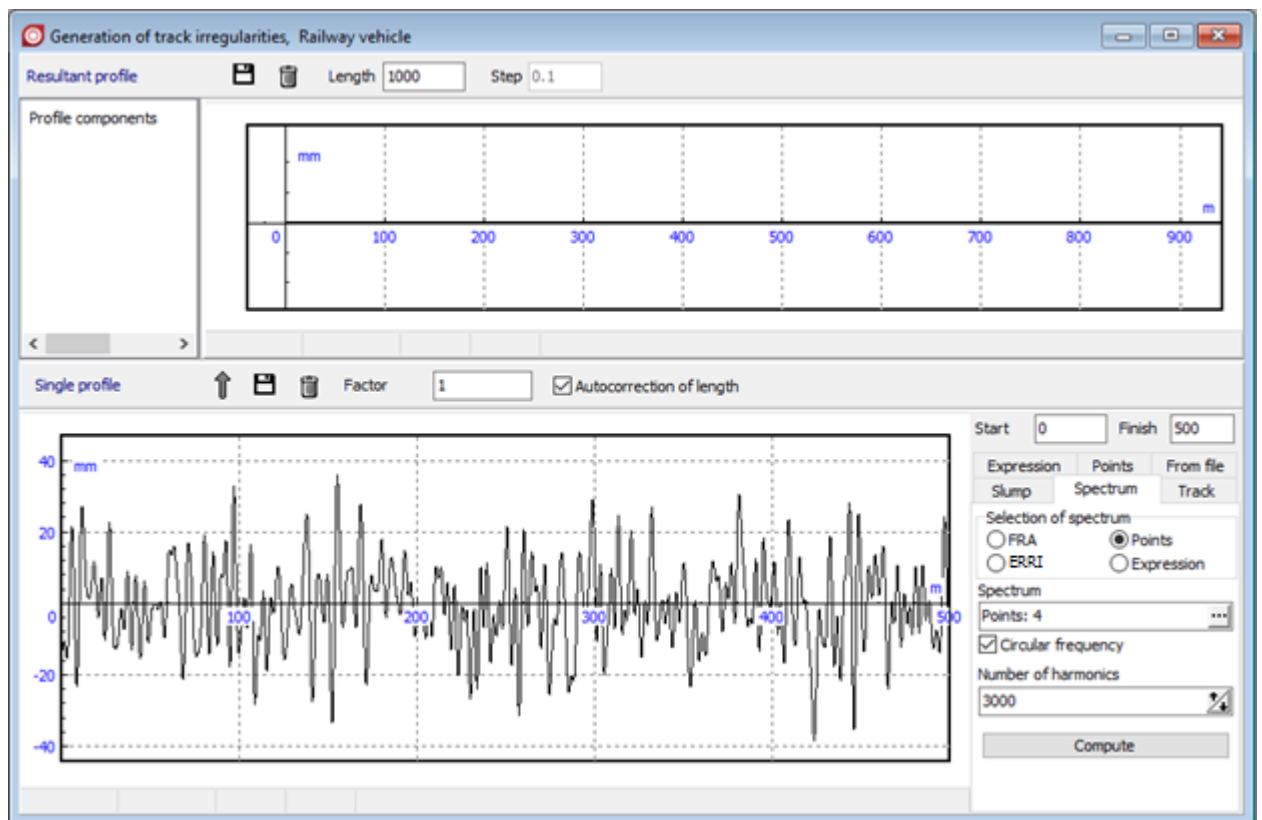 Generation of track irregularities, Railway vehicle
Resultant profile Length 1000 Step 0.1
Profile components
mm
m
0 100 200 300 400 500 600 700 800 900
Single profile Factor 1 Autocorrection of length
Start 0 Finish 500
Expression Points From file
Slump Spectrum Track
Selection of spectrum
FRA Points
ERRI Expression
Spectrum
Points: 4 ...
Circular frequency
Number of harmonics
3000
Compute
40 mm
20
m
0 100 200 300 400 500
-20
-40